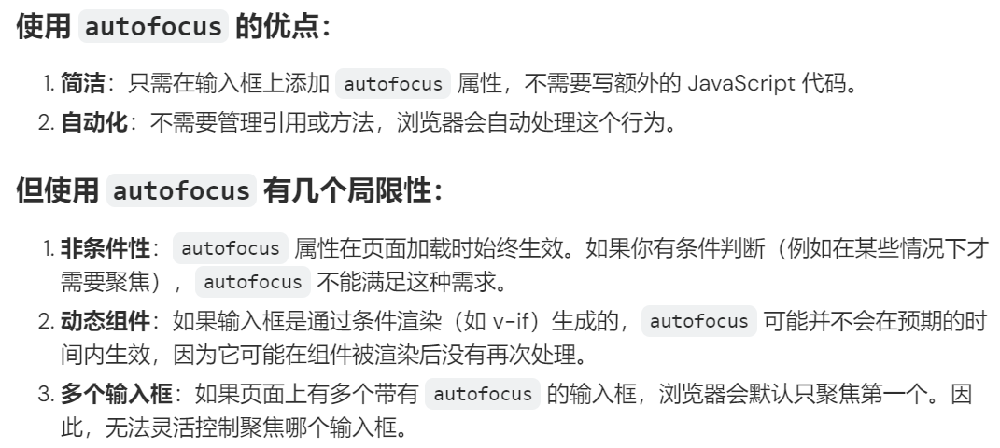 使用 autofocus 的优点：
1. 简洁：只需在输入框上添加 autofocus 属性，不需要写额外的 JavaScript 代码。
2. 自动化：不需要管理引用或方法，浏览器会自动处理这个行为。
但使用 autofocus 有几个局限性：
1. 非条件性：autofocus 属性在页面加载时始终生效。如果你有条件判断（例如在某些情况下才
需要聚焦），autofocus 不能满足这种需求。
2. 动态组件：如果输入框是通过条件渲染（如 v-if）生成的，autofocus 可能并不会在预期的时
间内生效，因为它可能在组件被渲染后没有再次处理。
3. 多个输入框：如果页面上有多个带有 autofocus 的输入框，浏览器会默认只聚焦第一个。因
此，无法灵活控制聚焦哪个输入框。